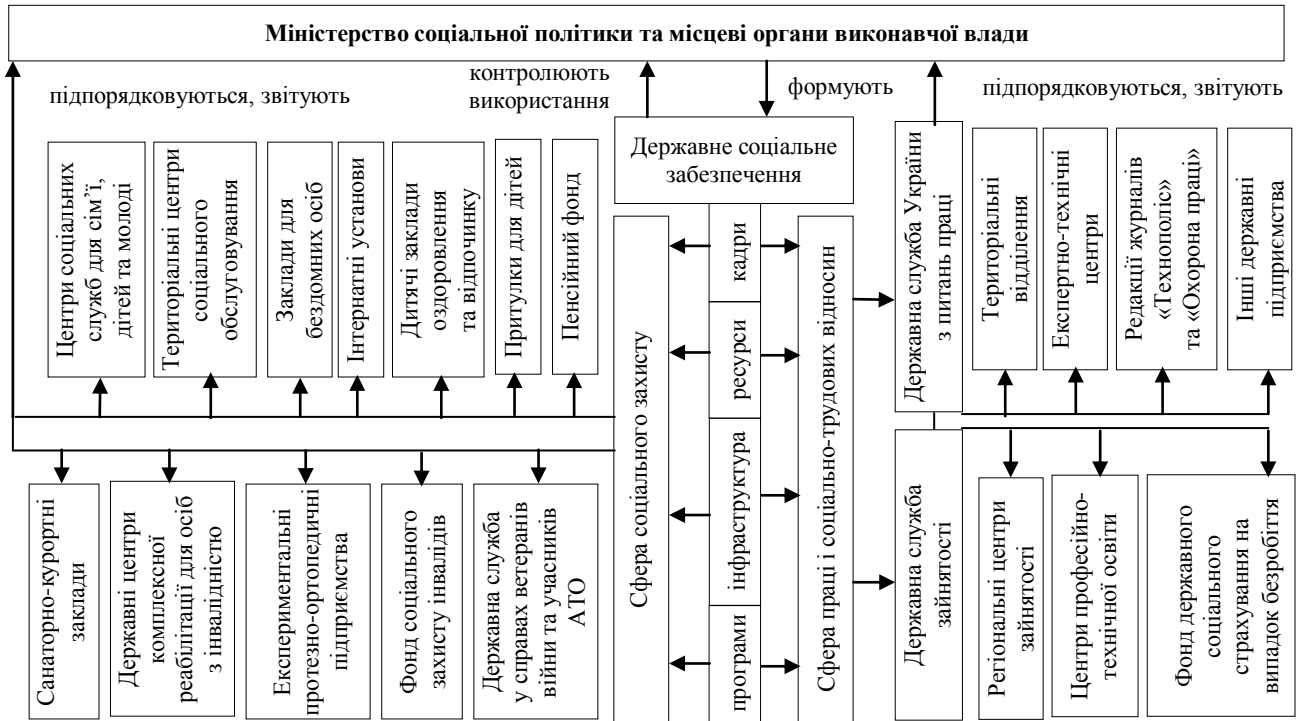 Міністерство соціальної політики та місцеві органи виконавчої влади
підпорядковуються, звітують
контролюють
використання
формують
підпорядковуються, звітують
Державне соціальне
забезпечення
Центри соціальних
служб для сім’ї,
дітей та молоді
Територіальні центри
соціального
обслуговування
Заклади для
бездомних осіб
Інтернатні установи
Дитячі заклади
оздоровлення
та відпочинку
Притулки для дітей
Пенсійний фонд
Сфера соціального захисту
кадри
ресурси
інфраструктура
програми
Сфера праці і соціально-трудових відносин
Державна служба України
з питань праці
Територіальні
відділення
Експертно-технічні
центри
Редакції журналів
«Технополіс»
та «Охорона праці»
Інші державні
підприємства
Санаторно-курортні
заклади
Державні центри
комплексної
реабілітації для осіб
з інвалідністю
Експериментальні
протезно-ортопедичні
підприємства
Фонд соціального
захисту інвалідів
Державна служба
у справах ветеранів
війни та учасників
АТО
Державна служба
зайнятості
Регіональні центри
зайнятості
Центри професійно-
технічної освіти
Фонд державного
соціального
страхування на
випадок безробіття